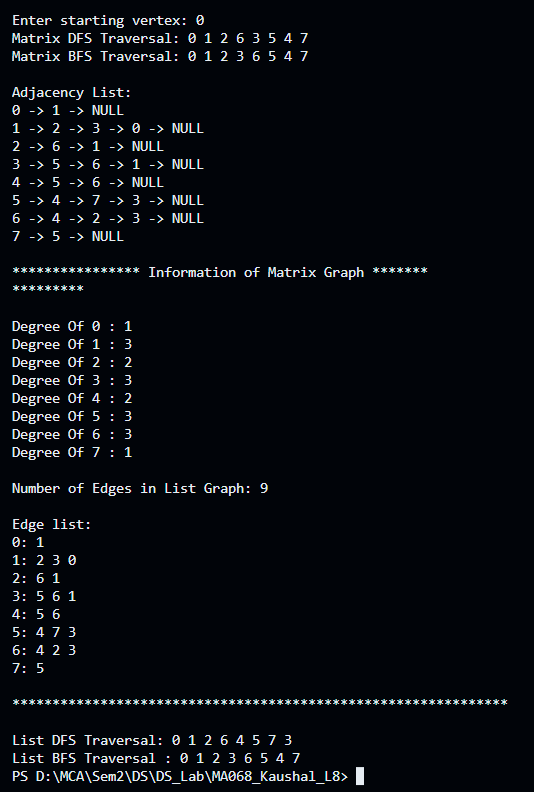 Enter starting vertex: 0
Matrix DFS Traversal: 0 1 2 6 3 5 4 7
Matrix BFS Traversal: 0 1 2 3 6 5 4 7
Adjacency List:
0 -> 1 -> NULL
1 -> 2 -> 3 -> 0 -> NULL
2 -> 6 -> 1 -> NULL
3 -> 5 -> 6 -> 1 -> NULL
4 -> 5 -> 6 -> NULL
5 -> 4 -> 7 -> 3 -> NULL
6 -> 4 -> 2 -> 3 -> NULL
7 -> 5 -> NULL
**************** Information of Matrix Graph *******
*********
Degree Of 0 : 1
Degree Of 1 : 3
Degree Of 2 : 2
Degree Of 3 : 3
Degree Of 4 : 2
Degree Of 5 : 3
Degree Of 6 : 3
Degree Of 7 : 1
Number of Edges in List Graph: 9
Edge list:
0: 1
1: 2 3 0
2: 6 1
3: 5 6 1
4: 5 6
5: 4 7 3
6: 4 2 3
7: 5
**************************************************************
List DFS Traversal: 0 1 2 6 4 5 7 3
List BFS Traversal : 0 1 2 3 6 5 4 7
PS D:\MCA\Sem2\DS\DS_Lab\MA068_Kaushal_L8>